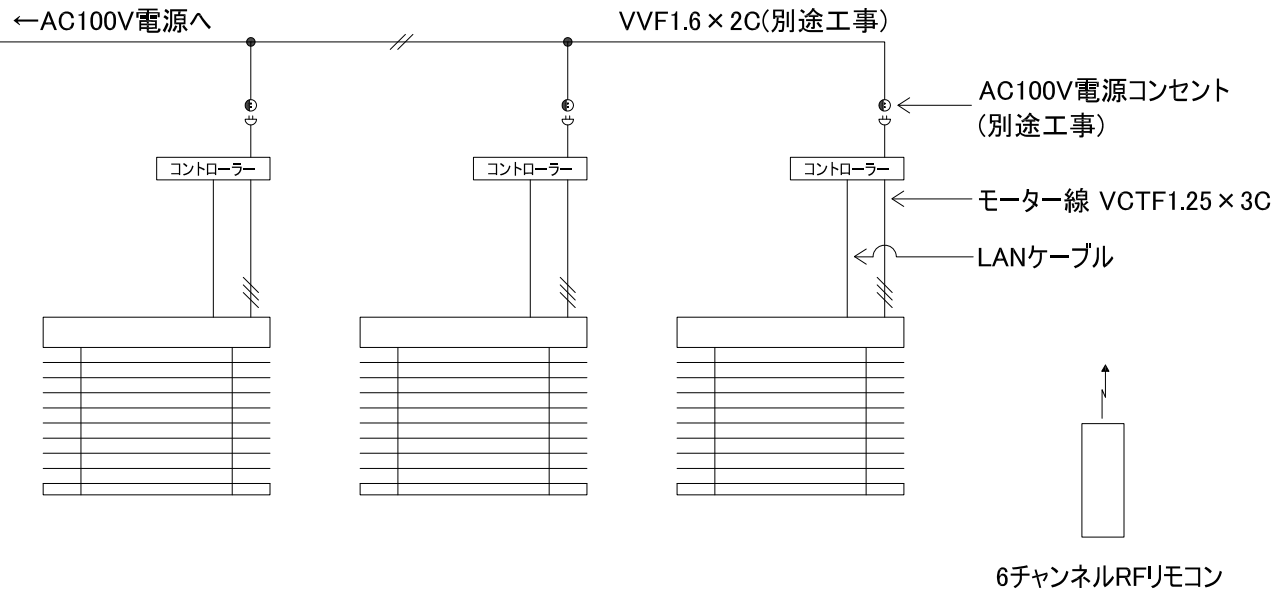 ←AC100V電源へ
VVF1.6×2C(別途工事)
AC100V電源コンセント
(別途工事)
コントローラー
コントローラー
コントローラー
モーター線 VCTF1.25×3C
LANケーブル
6チャンネルRFリモコン